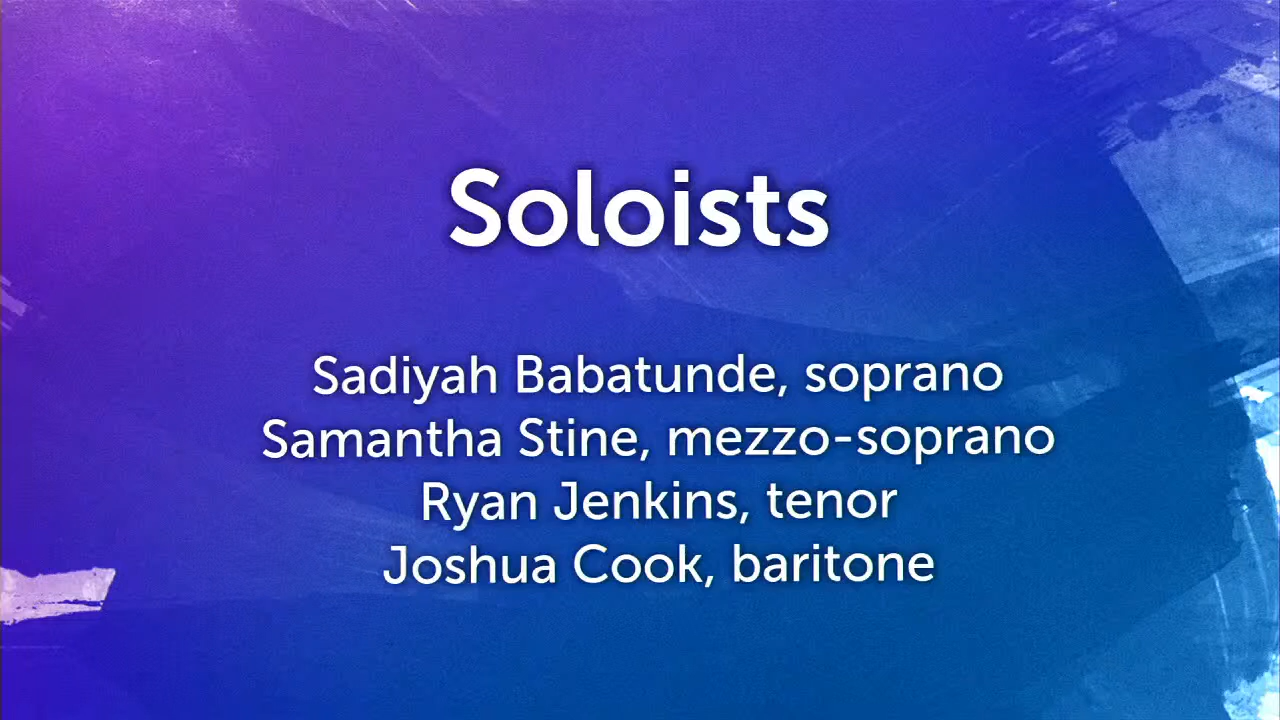 Soloists
Sadiyah Babatunde, soprano
Samantha Stine, mezzo-soprano
Ryan Jenkins, tenor
Joshua Cook, baritone